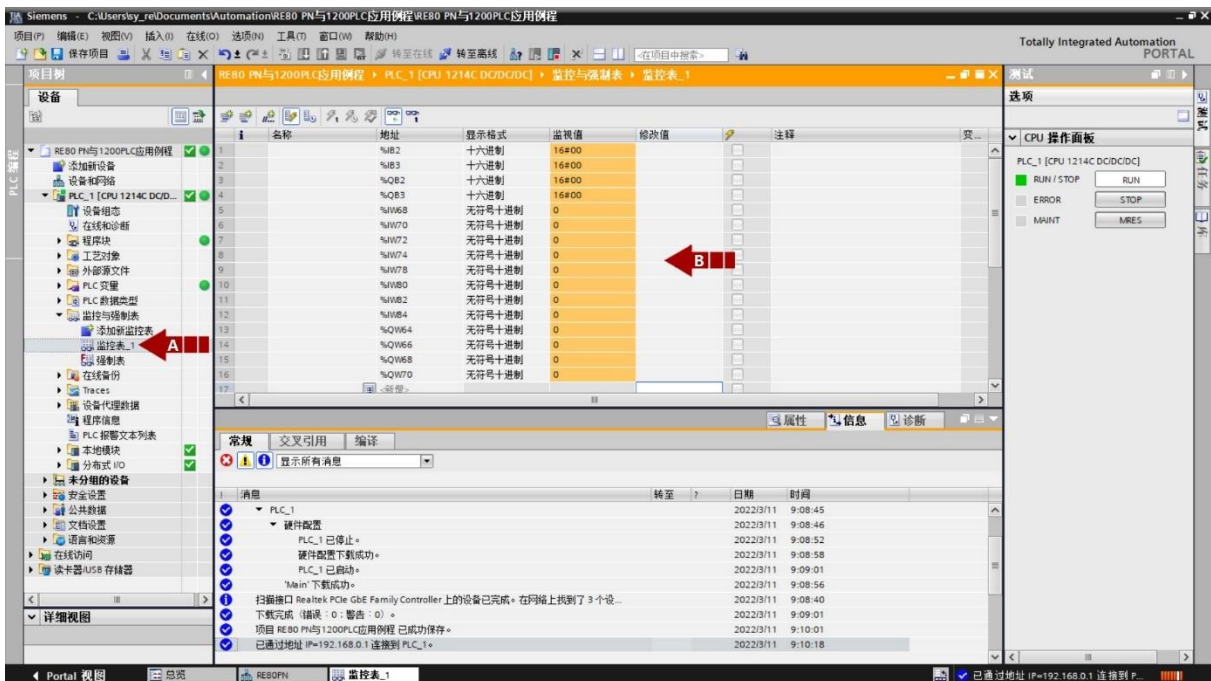 Siemens - C:\Users\sy_re\Documents\Automation\RE80 PN与1200PLC应用例程\RE80 PN与1200PLC应用例程
项目(P) 编辑(E) 视图(V) 插入(I) 在线(O) 选项(N) 工具(T) 窗口(W) 帮助(H)
Totally Integrated Automation
PORTAL
保存项目 转至在线 转至离线 <在项目中搜索>
项目树
RE80 PN与1200PLC应用例程 PLC_1 [CPU 1214C DC/DC/DC] 监控与强制表 监控表_1
测试
设备
选项
PLC 编程
RE80 PN与1200PLC应用例程
添加新设备
设备和网络
PLC_1 [CPU 1214C DC/D...
设备组态
在线和诊断
程序块
工艺对象
外部源文件
PLC 变量
PLC 数据类型
监控与强制表
添加新监控表
监控表_1
A
强制表
在线备份
Traces
设备代理数据
程序信息
PLC 报警文本列表
本地模块
分布式 I/O
未分组的设备
安全设置
公共数据
文档设置
语言和资源
在线访问
读卡器/USB 存储器
详细视图
i 名称 地址 显示格式 监视值 修改值 注释 变...
1 %IB2 十六进制 16#00
2 %IB3 十六进制 16#00
3 %QB2 十六进制 16#00
4 %QB3 十六进制 16#00
5 %IW68 无符号十进制 0
6 %IW70 无符号十进制 0
7 %IW72 无符号十进制 0
8 %IW74 无符号十进制 0
9 %IW78 无符号十进制 0
10 %IW80 无符号十进制 0
11 %IW82 无符号十进制 0
12 %IW84 无符号十进制 0
13 %QW64 无符号十进制 0
14 %QW66 无符号十进制 0
15 %QW68 无符号十进制 0
16 %QW70 无符号十进制 0
17 <新增>
B
CPU 操作面板
PLC_1 [CPU 1214C DC/DC/DC]
RUN / STOP RUN
ERROR STOP
MAINT MRES
属性 信息 诊断
常规 交叉引用 编译
显示所有消息
! 消息 转至 ? 日期 时间
PLC_1 2022/3/11 9:08:45
硬件配置 2022/3/11 9:08:46
PLC_1 已停止。 2022/3/11 9:08:52
硬件配置下载成功。 2022/3/11 9:08:58
PLC_1 已启动。 2022/3/11 9:09:01
'Main' 下载成功。 2022/3/11 9:08:56
扫描接口 Realtek PCIe GbE Family Controller 上的设备已完成。在网络上找到了 3 个设... 2022/3/11 9:08:40
下载完成（错误：0；警告：0）。 2022/3/11 9:09:01
项目 RE80 PN与1200PLC应用例程 已成功保存。 2022/3/11 9:10:01
已通过地址 IP=192.168.0.1 连接到 PLC_1。 2022/3/11 9:10:18
Portal 视图 总览 RE80PN 监控表_1 已通过地址 IP=192.168.0.1 连接到 P...